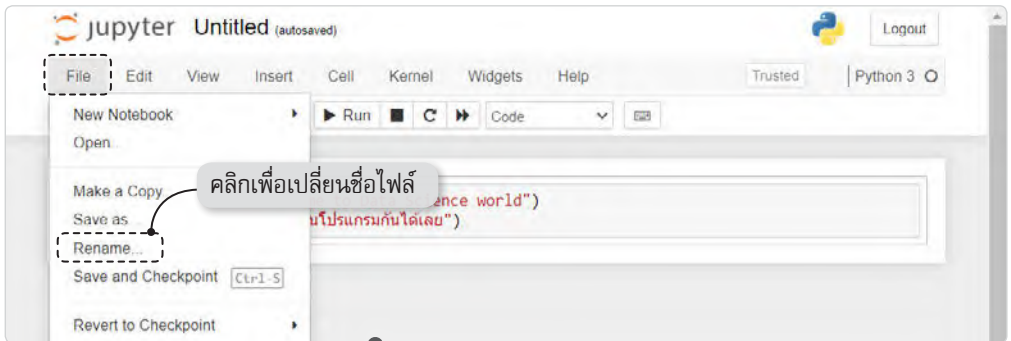 jupyter Untitled (autosaved) Logout
File Edit View Insert Cell Kernel Widgets Help Trusted Python 3
New Notebook Run Code
Open...
Make a Copy...
คลิกเพื่อเปลี่ยนชื่อไฟล์
world")
Save as...
โปรแกรมกันได้เลย")
Rename...
Save and Checkpoint Ctrl-S
Revert to Checkpoint